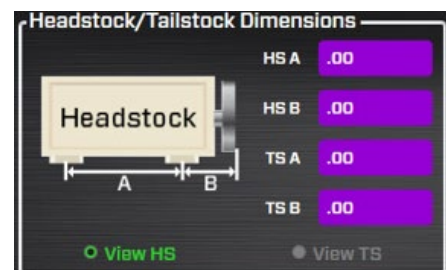 Headstock/Tailstock Dimensions
HS A .00
HS B .00
Headstock
TS A .00
A B
TS B .00
View HS View TS